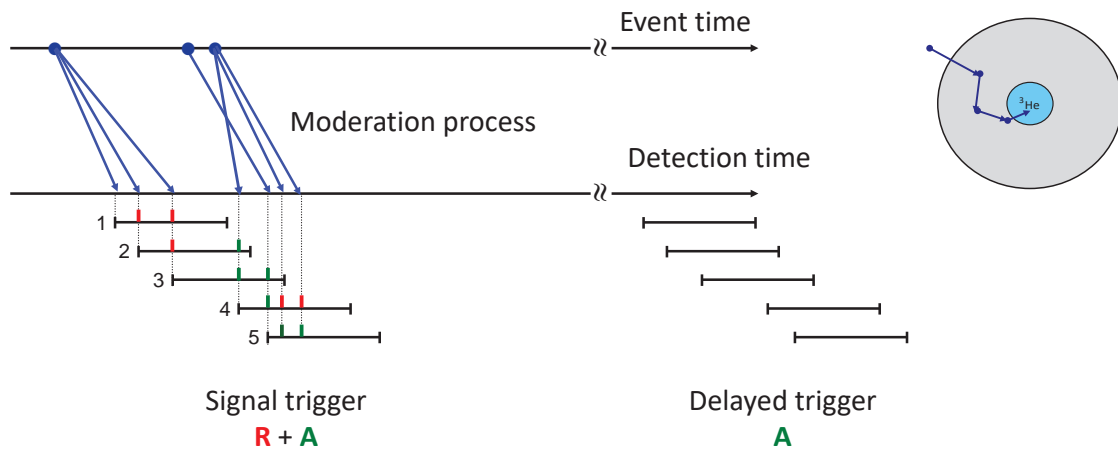 Event time
³He
Moderation process
Detection time
1
2
3
4
5
Signal trigger
R + A
Delayed trigger
A